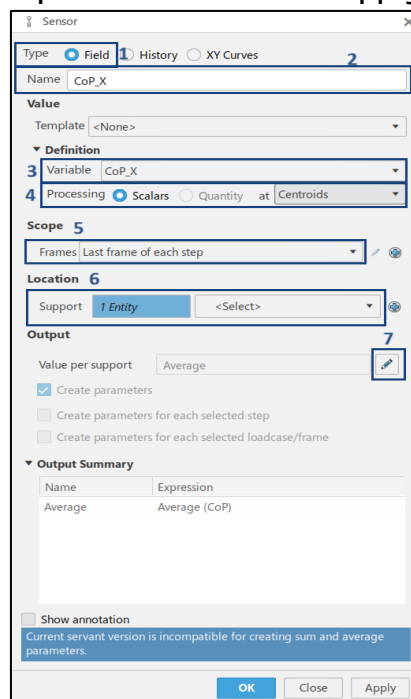 Sensor
Type Field 1 History XY Curves
2
Name CoP_X
Value
Template <None>
Definition
3 Variable CoP_X
4 Processing Scalars Quantity at Centroids
Scope 5
Frames Last frame of each step
Location 6
Support 1 Entity <Select>
Output
7
Value per support Average
Create parameters
Create parameters for each selected step
Create parameters for each selected loadcase/frame
Output Summary
Name Expression
Average Average (CoP)
Show annotation
Current servant version is incompatible for creating sum and average
parameters.
OK Close Apply